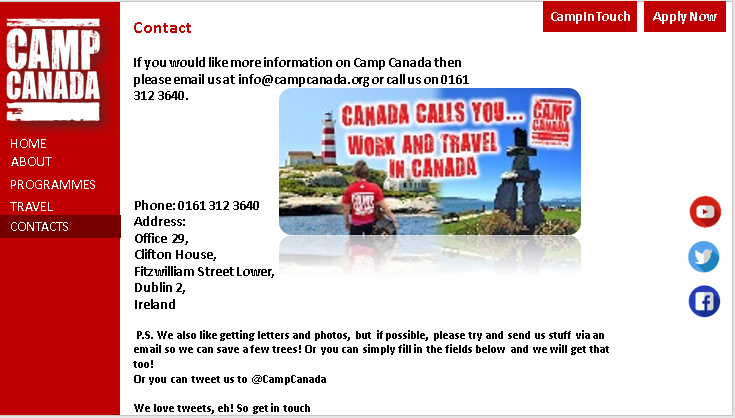 CampInTouch
Apply Now
CAMP
CANADA
HOME
ABOUT
PROGRAMMES
TRAVEL
CONTACTS
Contact
If you would like more information on Camp Canada then
please email us at info@campcanada.org or call us on 0161
312 3640.
CANADA CALLS YOU...
WORK AND TRAVEL
IN CANADA
CAMP
CANADA
Phone: 0161 312 3640
Address:
Office 29,
Clifton House,
Fitzwilliam Street Lower,
Dublin 2,
Ireland
P.S. We also like getting letters and photos, but if possible, please try and send us stuff via an
email so we can save a few trees! Or you can simply fill in the fields below and we will get that
too!
Or you can tweet us to @CampCanada
We love tweets, eh! So get in touch